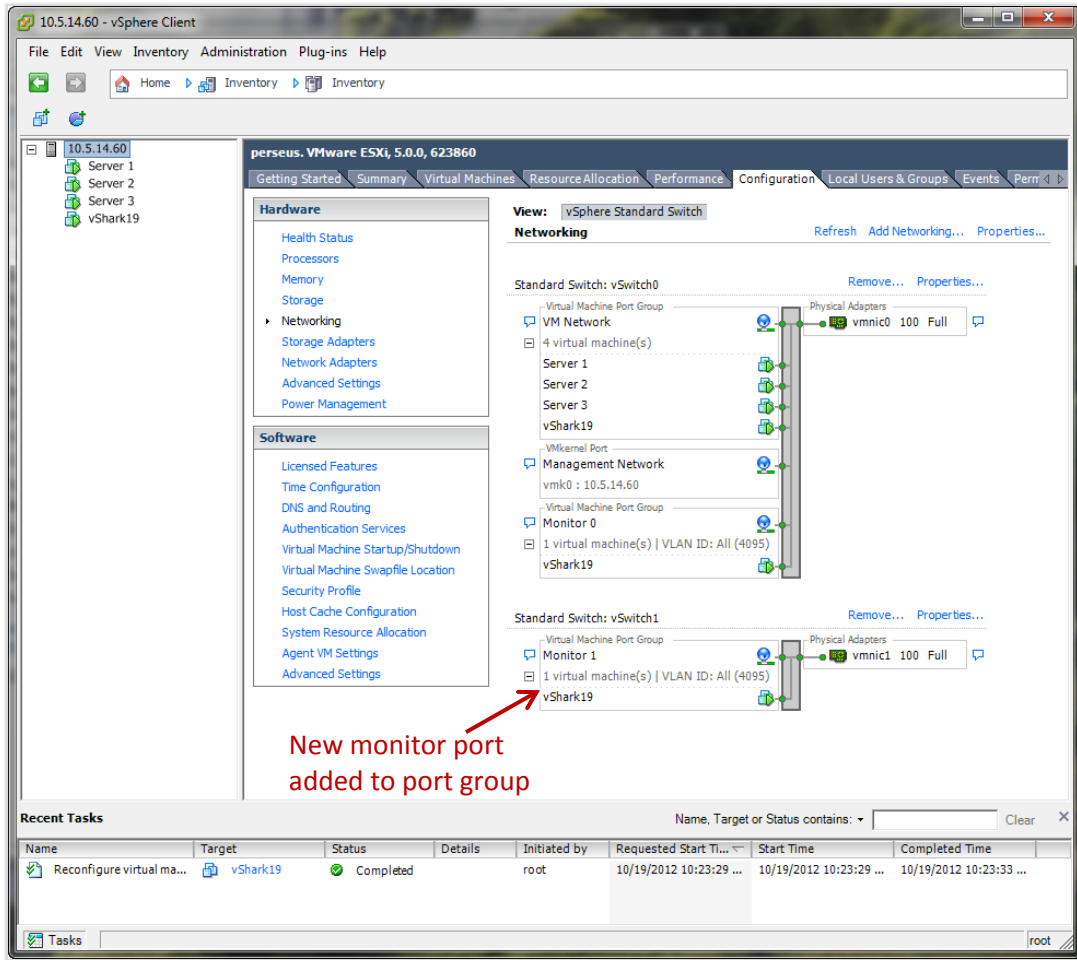 10.5.14.60 - vSphere Client
File Edit View Inventory Administration Plug-ins Help
Home Inventory Inventory
10.5.14.60
Server 1
Server 2
Server 3
vShark19
perseus. VMware ESXi, 5.0.0, 623860
Getting Started Summary Virtual Machines Resource Allocation Performance Configuration Local Users & Groups Events Perm
Hardware
Health Status
Processors
Memory
Storage
Networking
Storage Adapters
Network Adapters
Advanced Settings
Power Management
Software
Licensed Features
Time Configuration
DNS and Routing
Authentication Services
Virtual Machine Startup/Shutdown
Virtual Machine Swapfile Location
Security Profile
Host Cache Configuration
System Resource Allocation
Agent VM Settings
Advanced Settings
View: vSphere Standard Switch
Networking Refresh Add Networking... Properties...
Standard Switch: vSwitch0 Remove... Properties...
Virtual Machine Port Group Physical Adapters
VM Network vmnic0 100 Full
4 virtual machine(s)
Server 1
Server 2
Server 3
vShark19
VMkernel Port
Management Network
vmk0 : 10.5.14.60
Virtual Machine Port Group
Monitor 0
1 virtual machine(s) | VLAN ID: All (4095)
vShark19
Standard Switch: vSwitch1 Remove... Properties...
Virtual Machine Port Group Physical Adapters
Monitor 1 vmnic1 100 Full
1 virtual machine(s) | VLAN ID: All (4095)
vShark19
New monitor port
added to port group
Recent Tasks Name, Target or Status contains: Clear
Name Target Status Details Initiated by Requested Start Ti... Start Time Completed Time
Reconfigure virtual ma... vShark19 Completed root 10/19/2012 10:23:29 ... 10/19/2012 10:23:29 ... 10/19/2012 10:23:33 ...
Tasks root